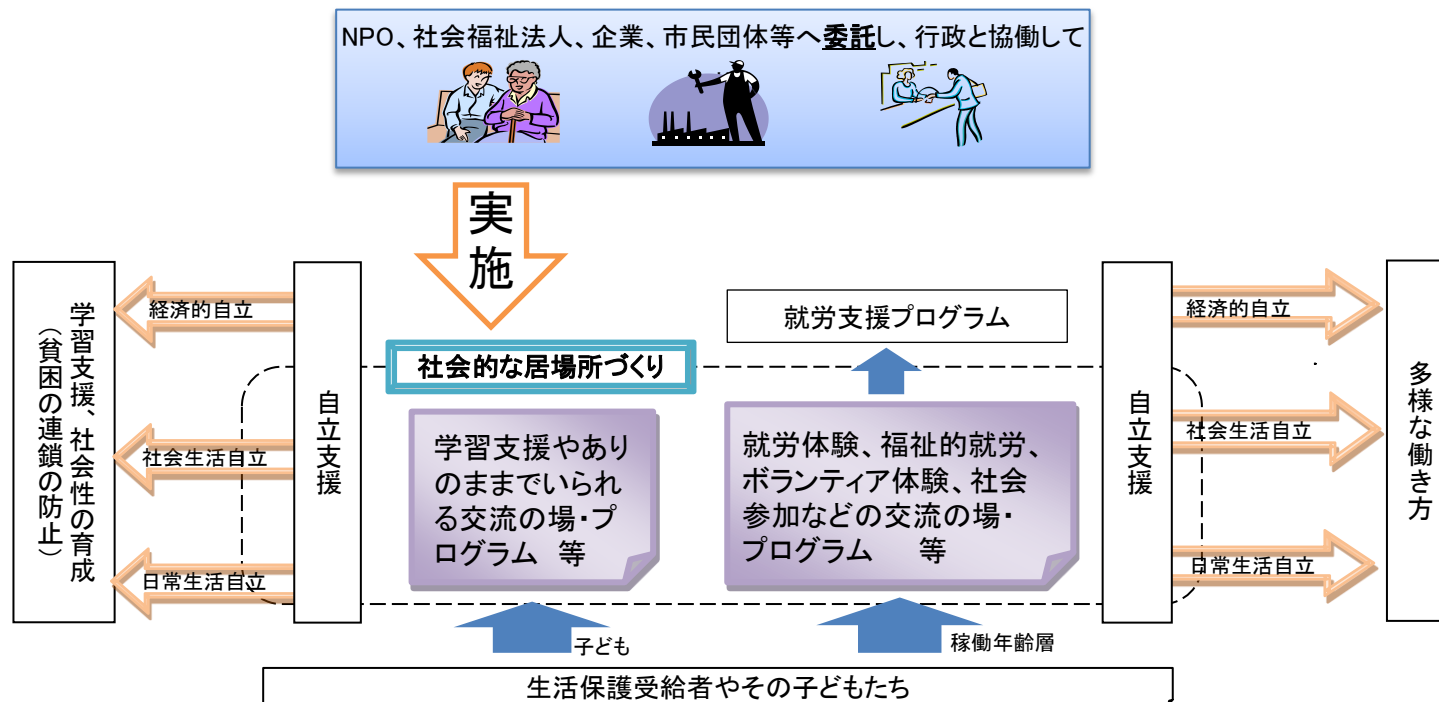 NPO、社会福祉法人、企業、市民団体等へ委託し、行政と協働して
実施
学習支援、社会性の育成
(貧困の連鎖の防止)
経済的自立
社会生活自立
日常生活自立
自立支援
社会的な居場所づくり
学習支援やあり
のままでいられ
る交流の場・プ
ログラム 等
就労支援プログラム
就労体験、福祉的就労、
ボランティア体験、社会
参加などの交流の場・
プログラム 等
自立支援
経済的自立
社会生活自立
日常生活自立
多様な働き方
子ども
稼働年齢層
生活保護受給者やその子どもたち